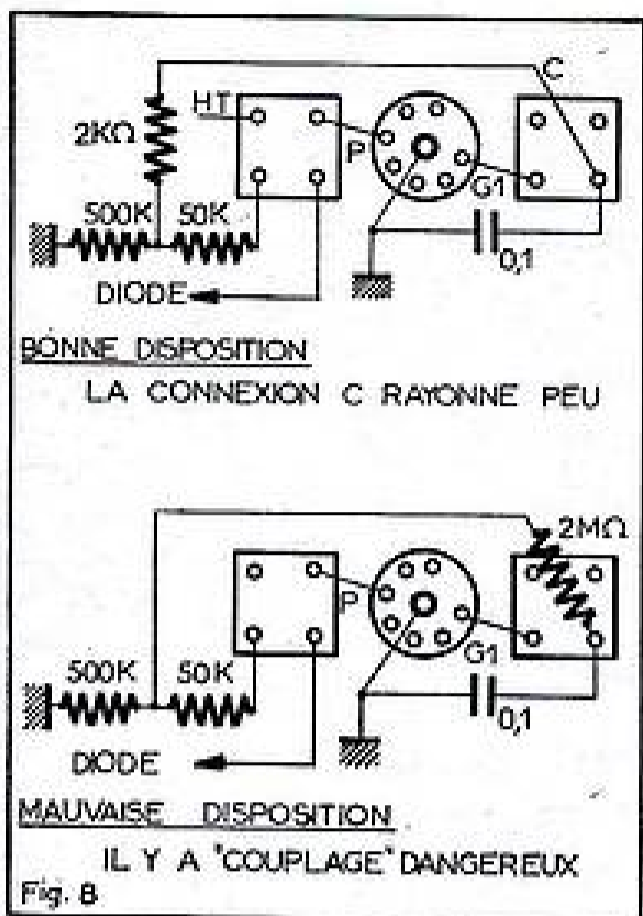 C
HT
2KΩ
P
G1
500K 50K
0,1
DIODE
BONNE DISPOSITION
LA CONNEXION C RAYONNE PEU
2MΩ
P
G1
500K 50K
0,1
DIODE
MAUVAISE DISPOSITION
IL Y A "COUPLAGE" DANGEREUX
Fig. 8